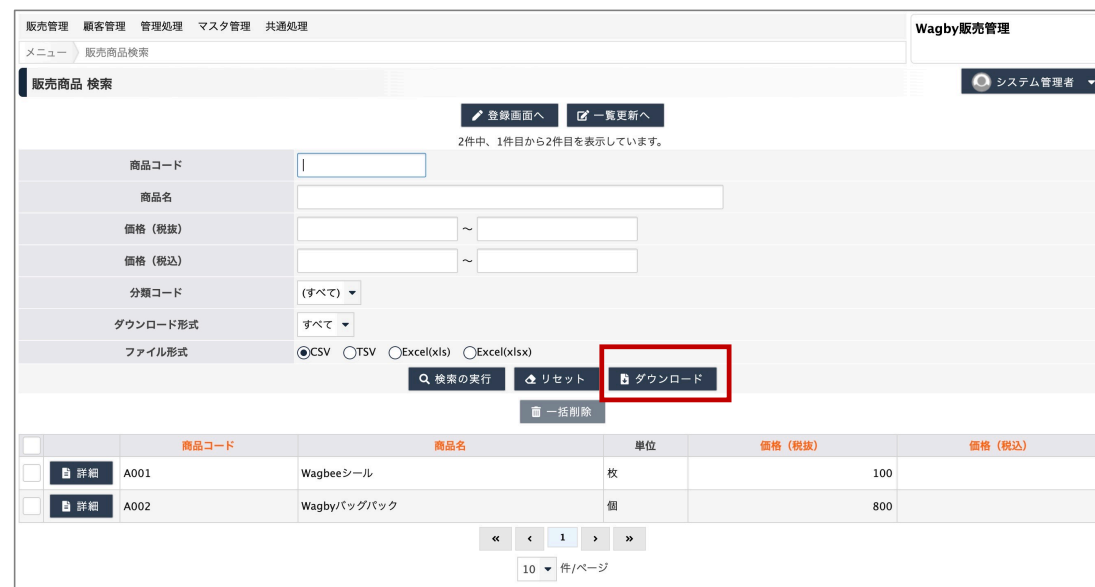 販売管理 顧客管理 管理処理 マスタ管理 共通処理
Wagby販売管理
メニュー 販売商品検索
販売商品 検索
システム管理者
登録画面へ 一覧更新へ
2件中、1件目から2件目を表示しています。
商品コード
商品名
価格（税抜） ～
価格（税込） ～
分類コード (すべて)
ダウンロード形式 すべて
ファイル形式 CSV TSV Excel(xls) Excel(xlsx)
検索の実行 リセット ダウンロード
一括削除
商品コード 商品名 単位 価格（税抜） 価格（税込）
詳細 A001 Wagbeeシール 枚 100
詳細 A002 Wagbyバッグパック 個 800
« ‹ 1 › »
10 件/ページ